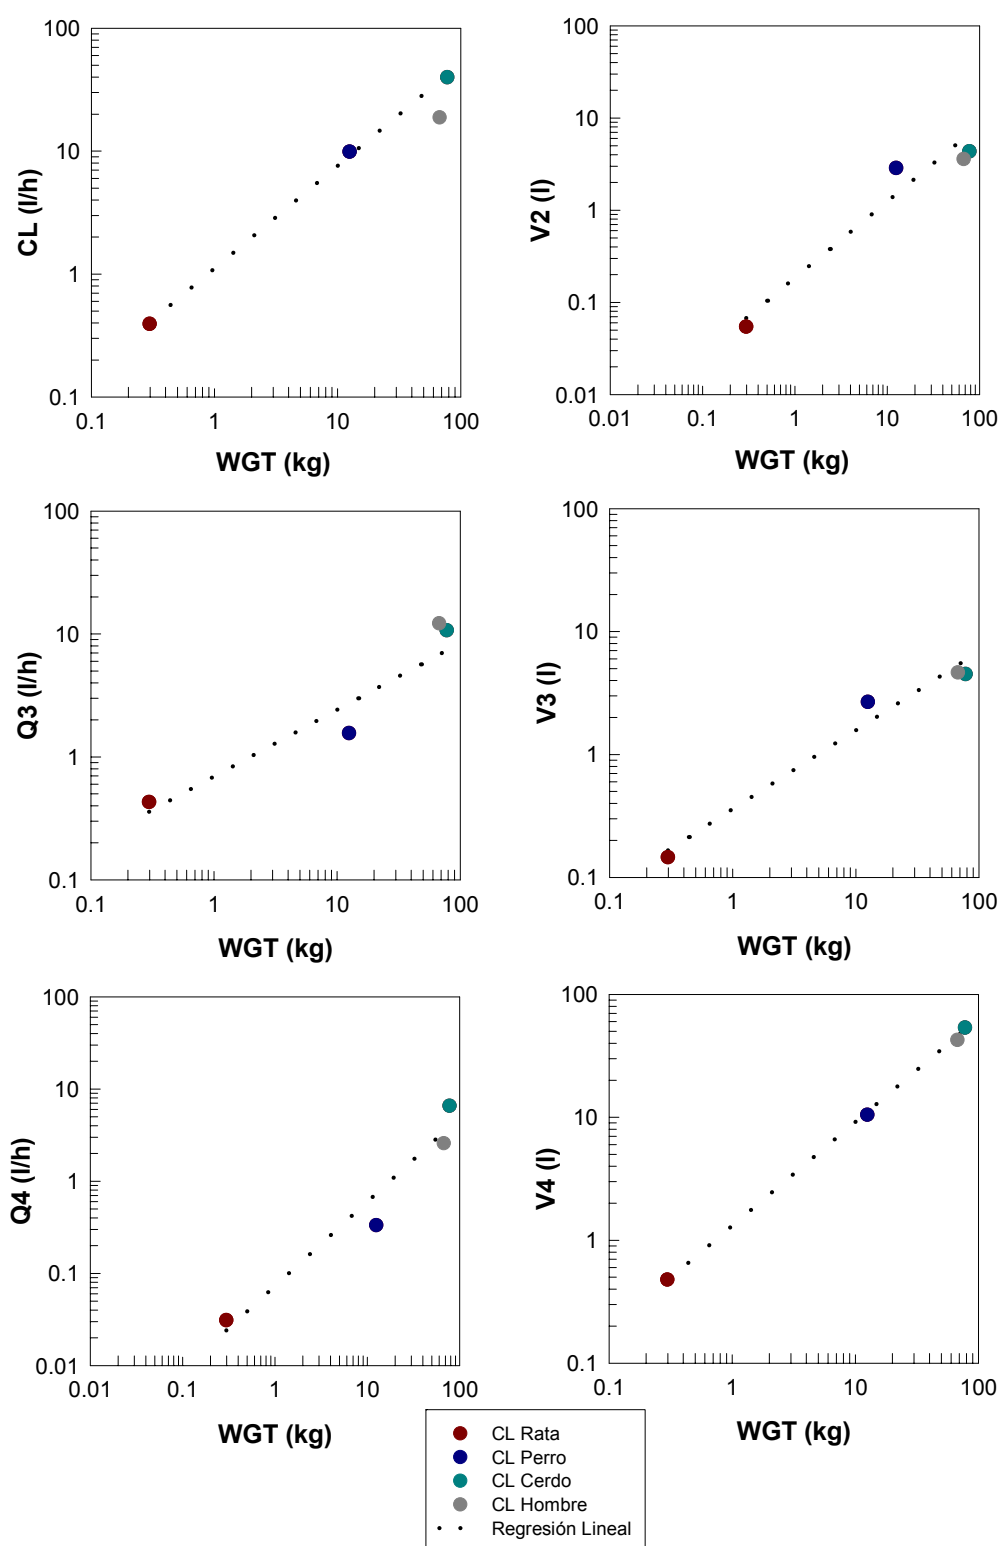 100
10
1
0.1
CL (l/h)
0.1 1 10 100
WGT (kg)
100
10
1
0.1
0.01
V2 (l)
0.01 0.1 1 10 100
WGT (kg)
100
10
1
0.1
Q3 (l/h)
0.1 1 10 100
WGT (kg)
100
10
1
0.1
V3 (l)
0.1 1 10 100
WGT (kg)
100
10
1
0.1
0.01
Q4 (l/h)
0.01 0.1 1 10 100
WGT (kg)
100
10
1
0.1
V4 (l)
0.1 1 10 100
WGT (kg)
CL Rata
CL Perro
CL Cerdo
CL Hombre
Regresión Lineal